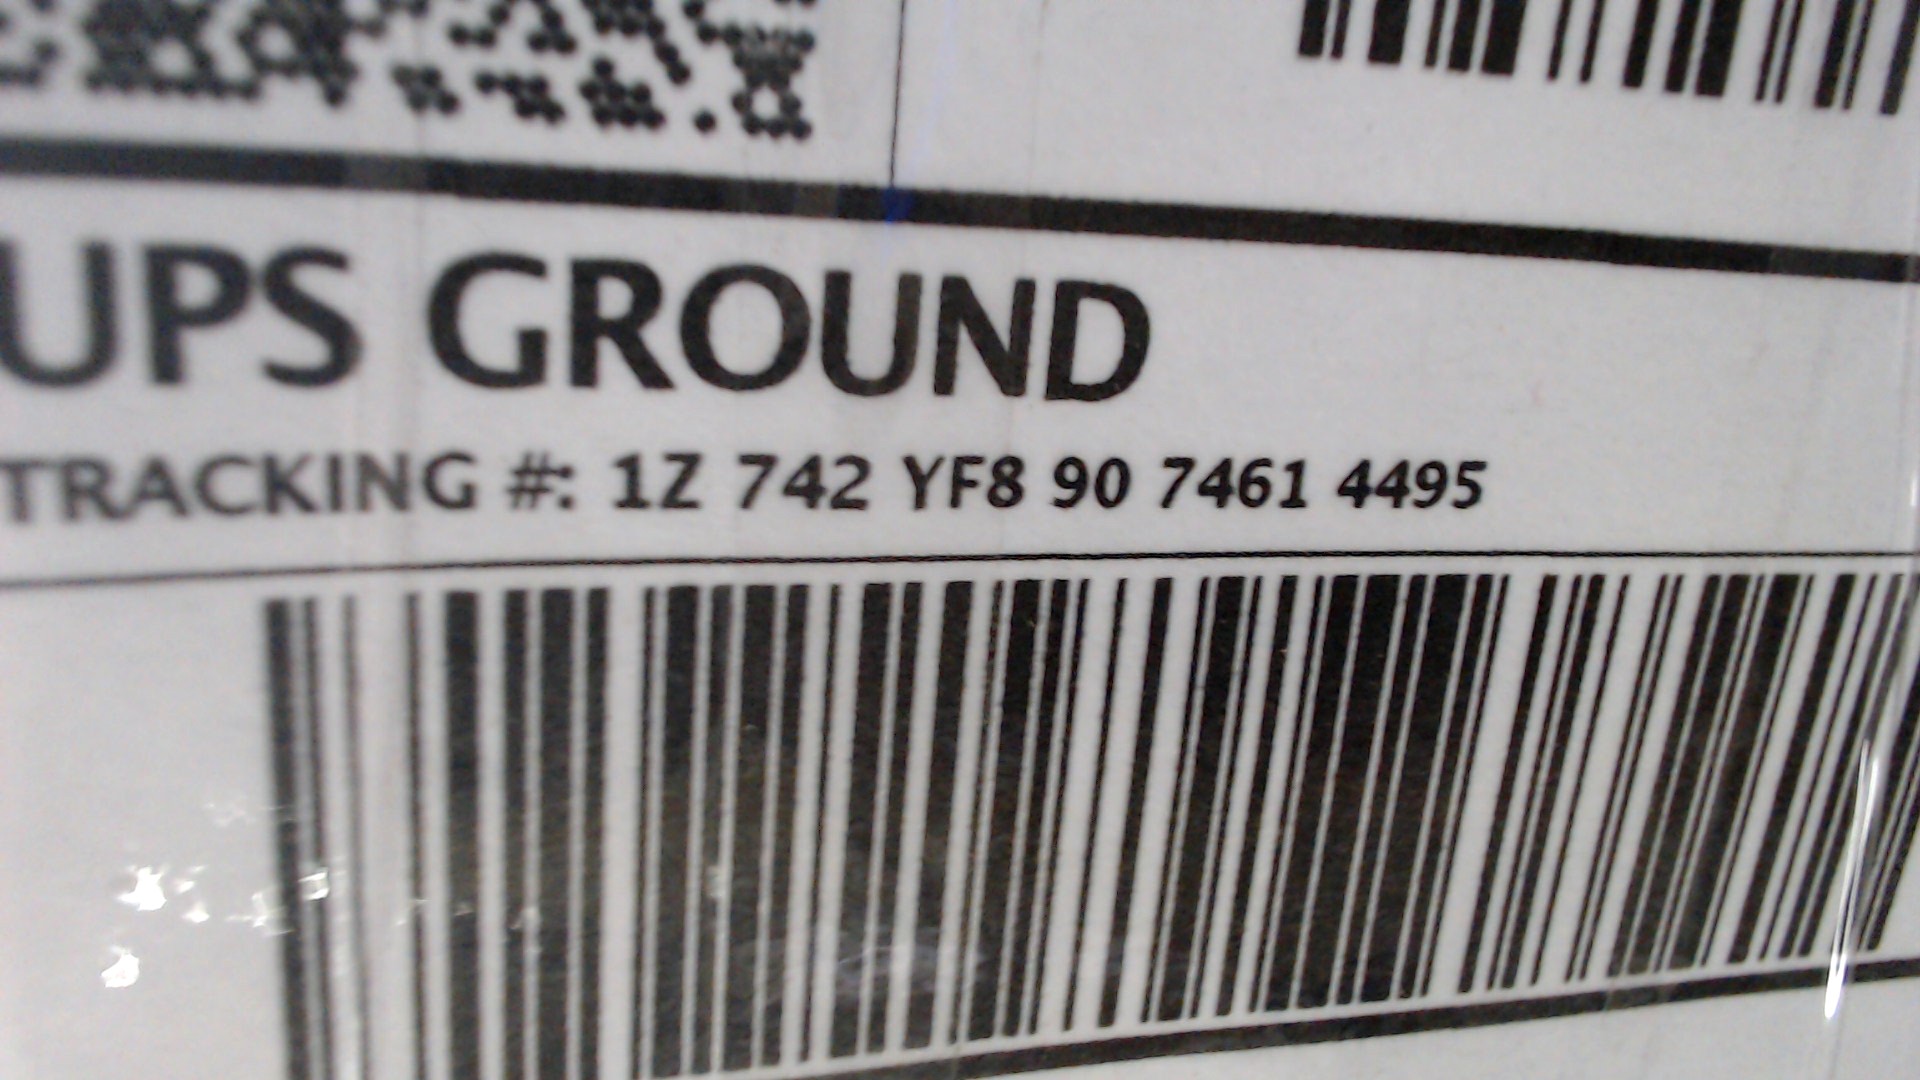 UPS GROUND
TRACKING #: 1Z 742 YF8 90 7461 4495